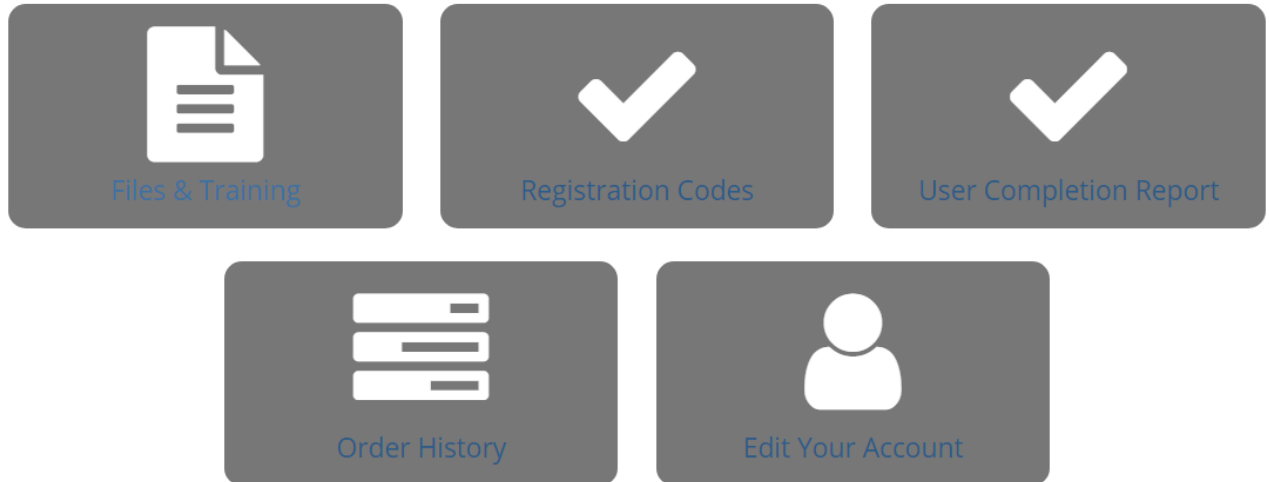 Files & Training
Registration Codes
User Completion Report
Order History
Edit Your Account